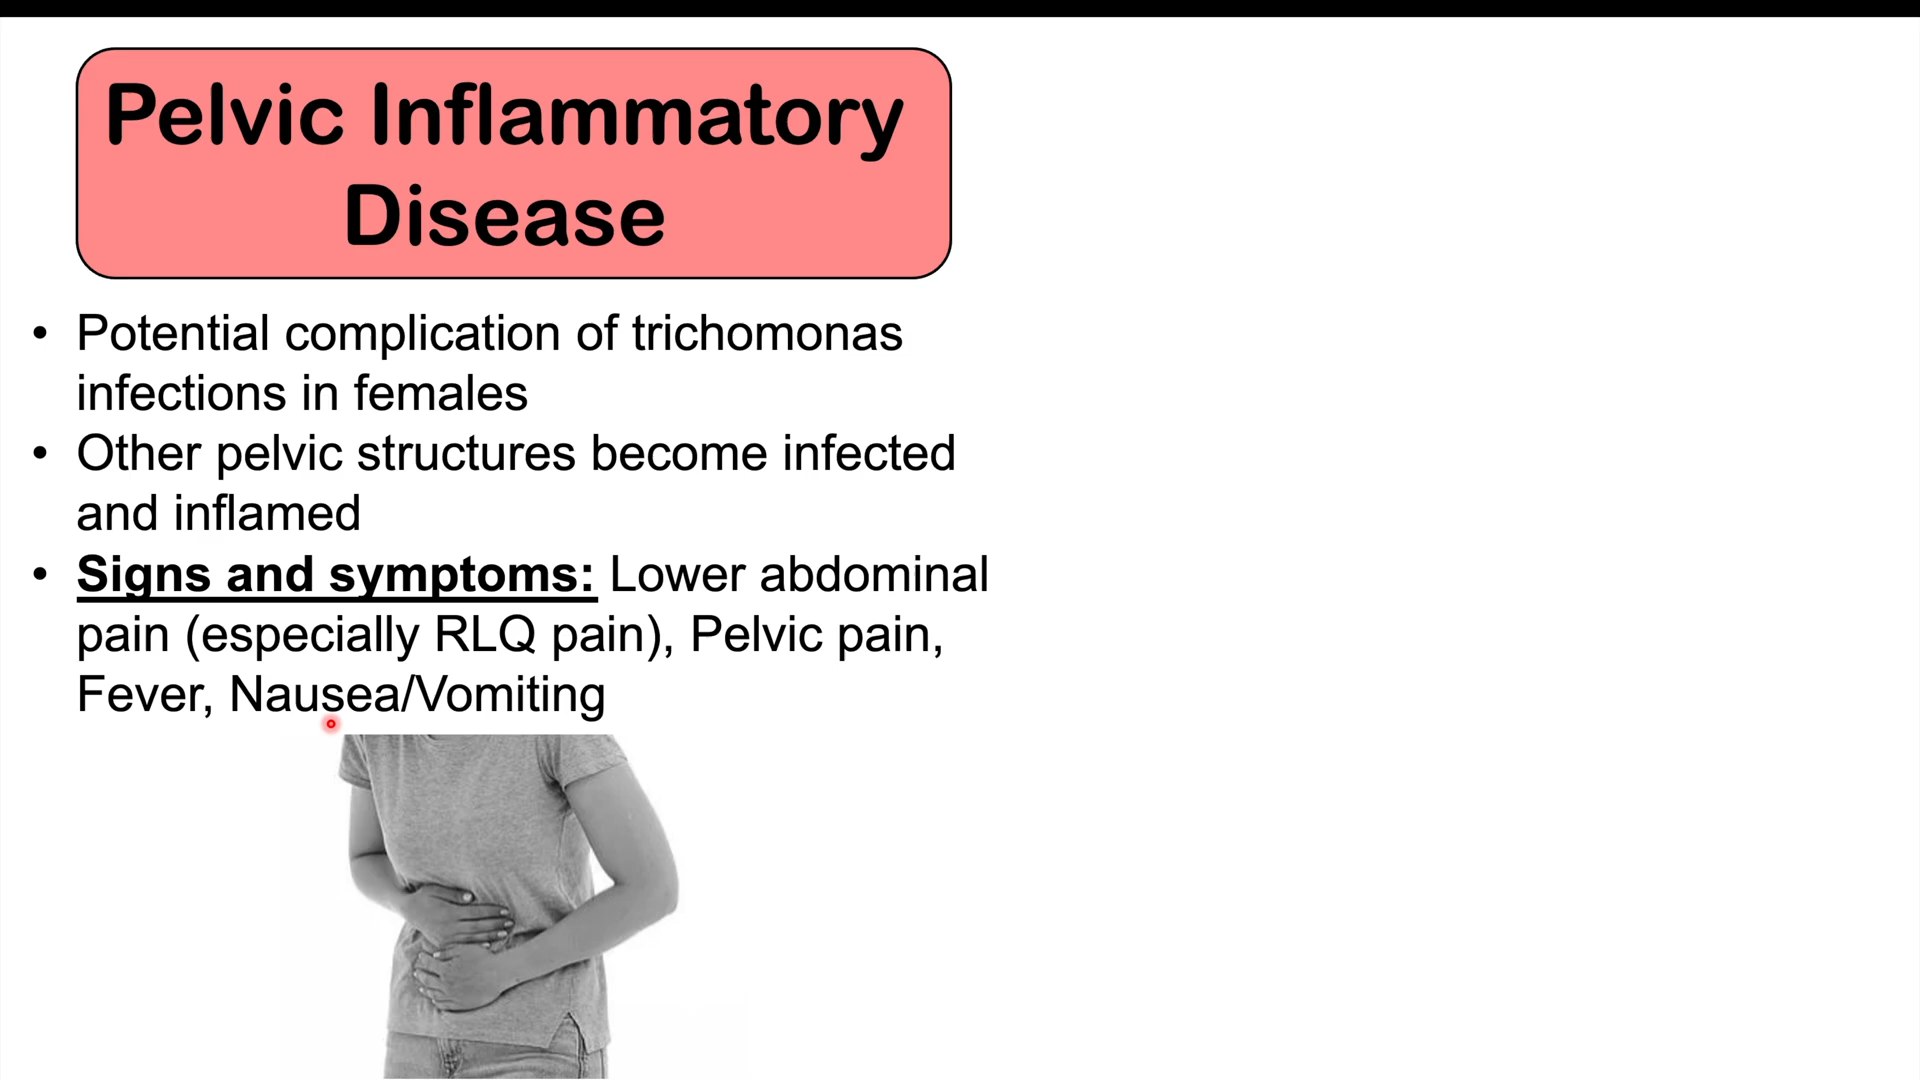 Pelvic Inflammatory
Disease
• Potential complication of trichomonas
infections in females
• Other pelvic structures become infected
and inflamed
• Signs and symptoms: Lower abdominal
pain (especially RLQ pain), Pelvic pain,
Fever, Nausea/Vomiting